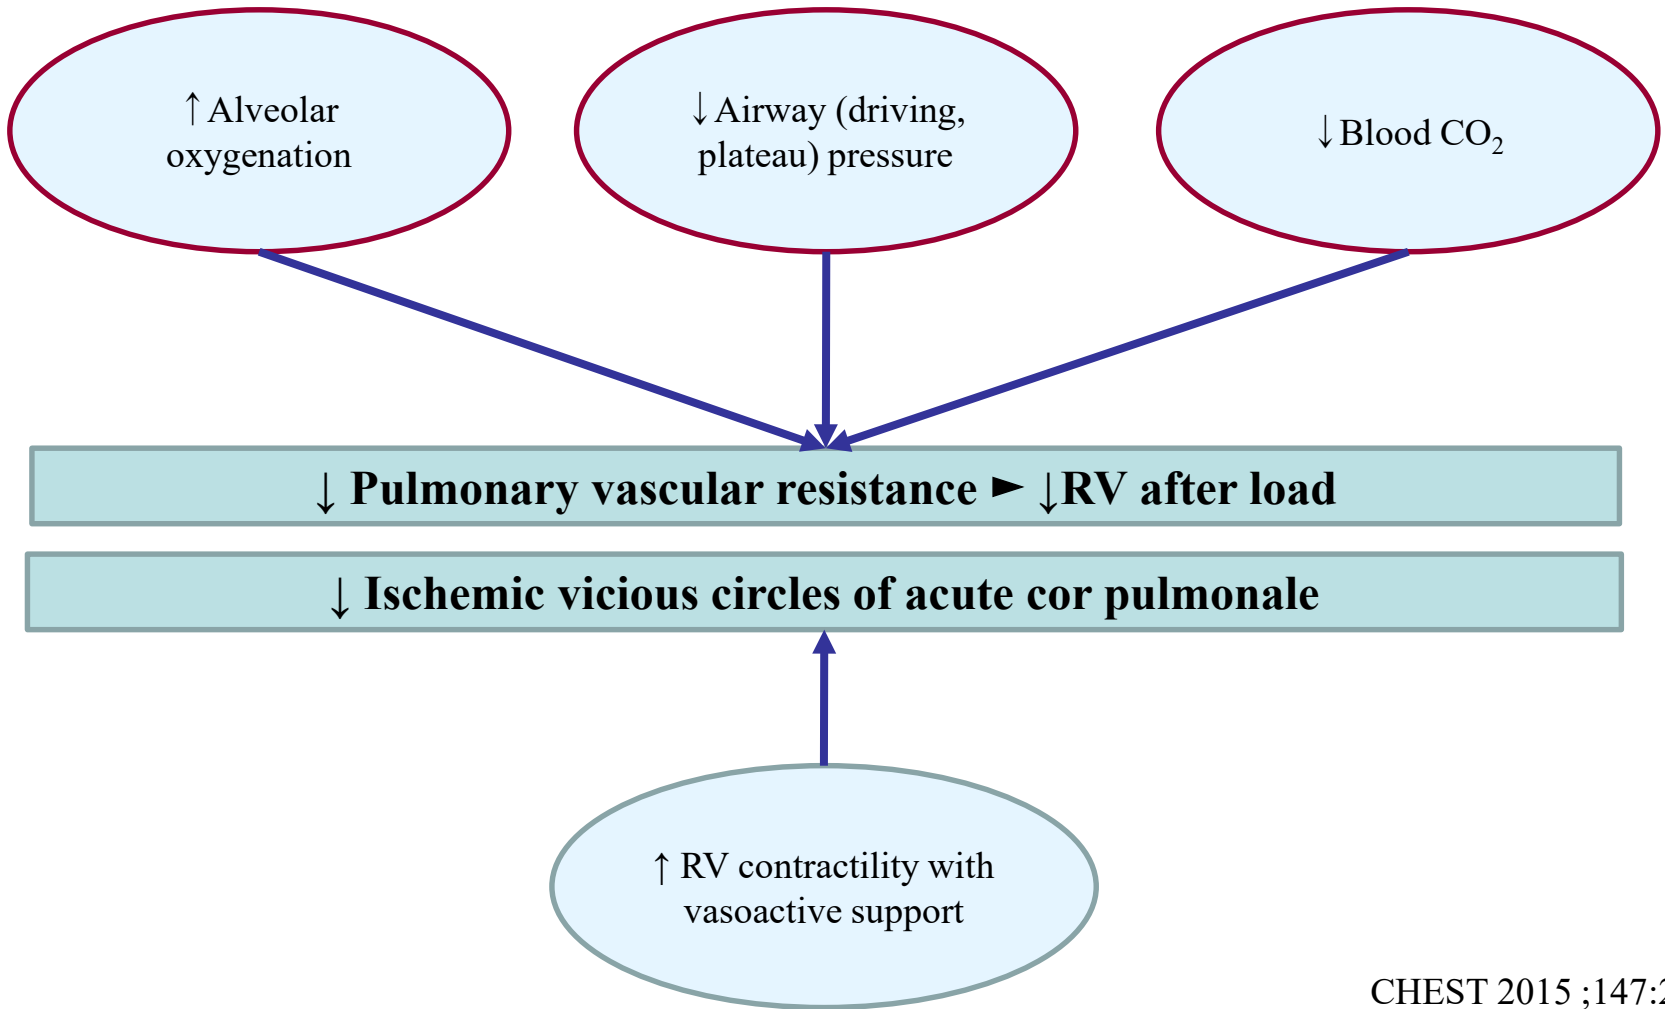 ↑ Alveolar
oxygenation
↓ Airway (driving,
plateau) pressure
↓ Blood CO₂
↓ Pulmonary vascular resistance ► ↓RV after load
↓ Ischemic vicious circles of acute cor pulmonale
↑ RV contractility with
vasoactive support
CHEST 2015 ;147: